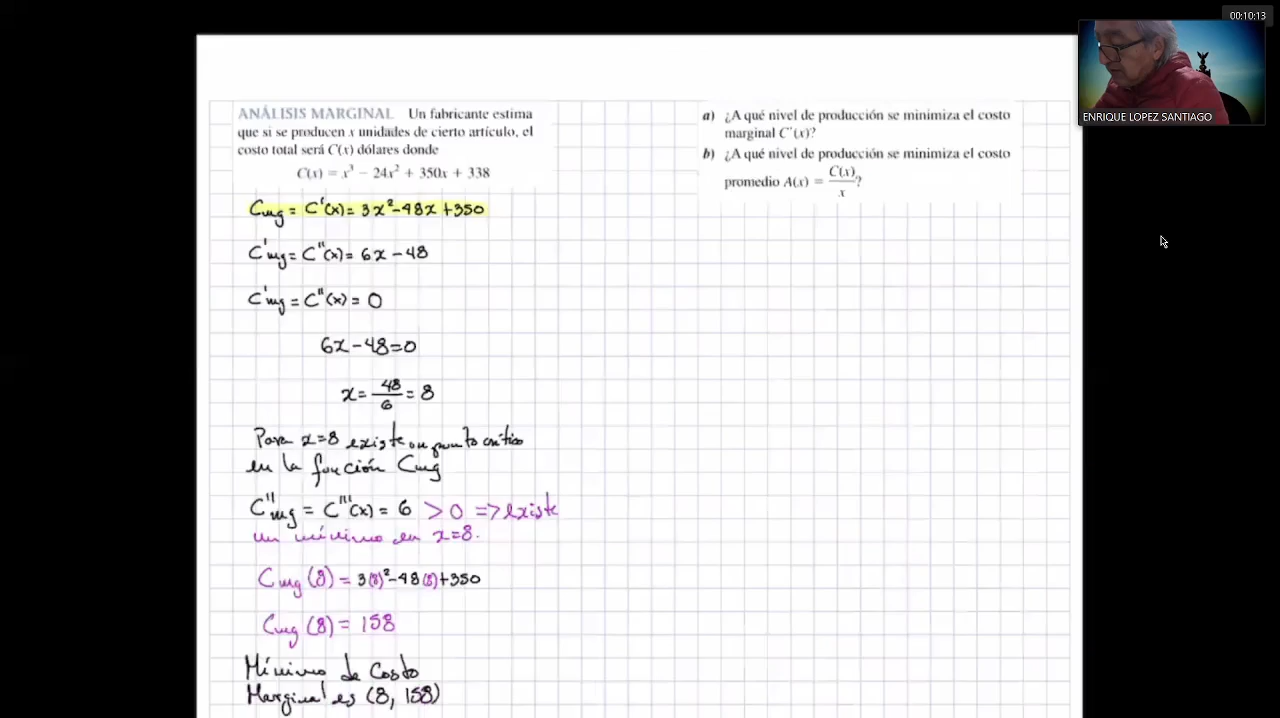 00:10:13
ENRIQUE LOPEZ SANTIAGO
ANÁLISIS MARGINAL Un fabricante estima
que si se producen x unidades de cierto artículo, el
costo total será C(x) dólares donde
C(x) = x³ − 24x² + 350x + 338
Cmg = C'(x) = 3x²−48x+350
C'mg = C''(x) = 6x − 48
C'mg = C''(x) = 0
6x − 48 = 0
x = 48/6 = 8
Para x=8 existe un punto crítico
en la función Cmg
C''mg = C'''(x) = 6 > 0 => existe
un mínimo en x=8.
Cmg (8) = 3(8)²−48(8)+350
Cmg (8) = 158
Mínimo de Costo
Marginal es (8, 158)
a) ¿A qué nivel de producción se minimiza el costo
marginal C'(x)?
b) ¿A qué nivel de producción se minimiza el costo
promedio A(x) = C(x)/x?